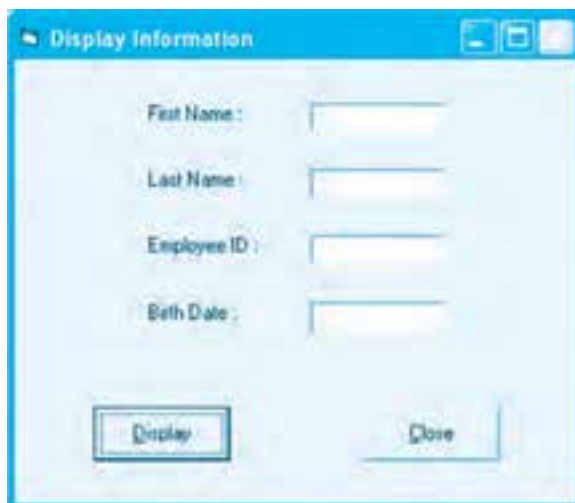 Display Information
First Name :
Last Name :
Employee ID :
Birth Date :
Display
Close